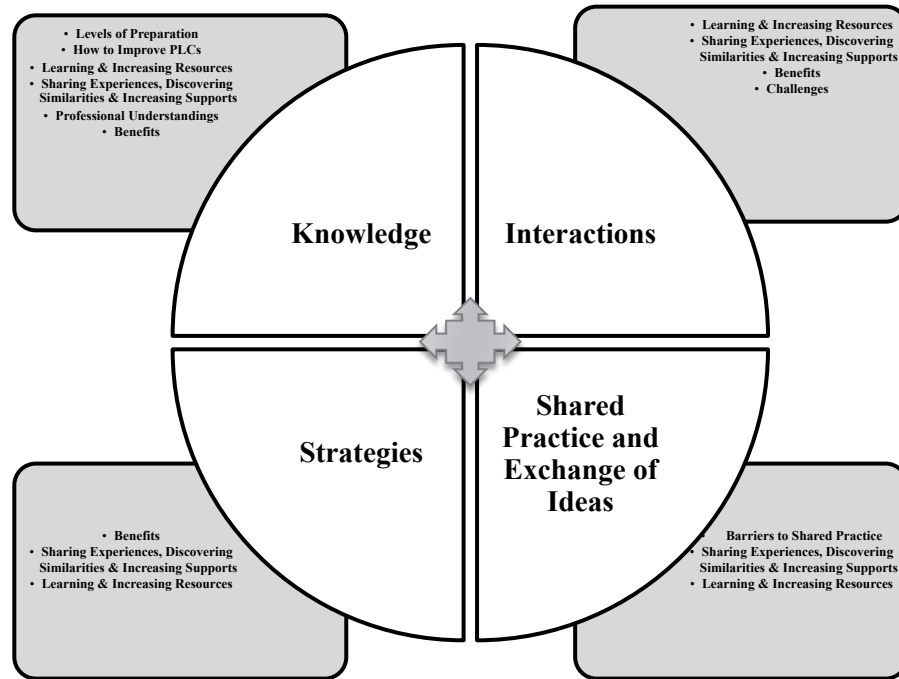 • Levels of Preparation
• How to Improve PLCs
• Learning & Increasing Resources
• Sharing Experiences, Discovering
Similarities & Increasing Supports
• Professional Understandings
• Benefits
• Learning & Increasing Resources
• Sharing Experiences, Discovering
Similarities & Increasing Supports
• Benefits
• Challenges
Knowledge
Interactions
Strategies
Shared
Practice and
Exchange of
Ideas
• Benefits
• Sharing Experiences, Discovering
Similarities & Increasing Supports
• Learning & Increasing Resources
• Barriers to Shared Practice
• Sharing Experiences, Discovering
Similarities & Increasing Supports
• Learning & Increasing Resources